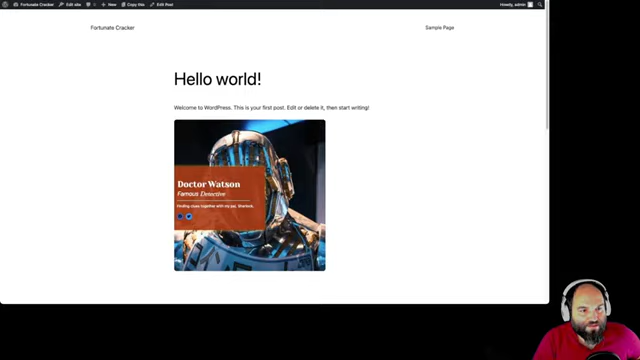 Fortunate Cracker Edit site 0 New Copy this Edit Post Howdy, admin
Fortunate Cracker Sample Page
Hello world!
Welcome to WordPress. This is your first post. Edit or delete it, then start writing!
Doctor Watson
Famous Detective
Finding clues together with my pal, Sherlock.